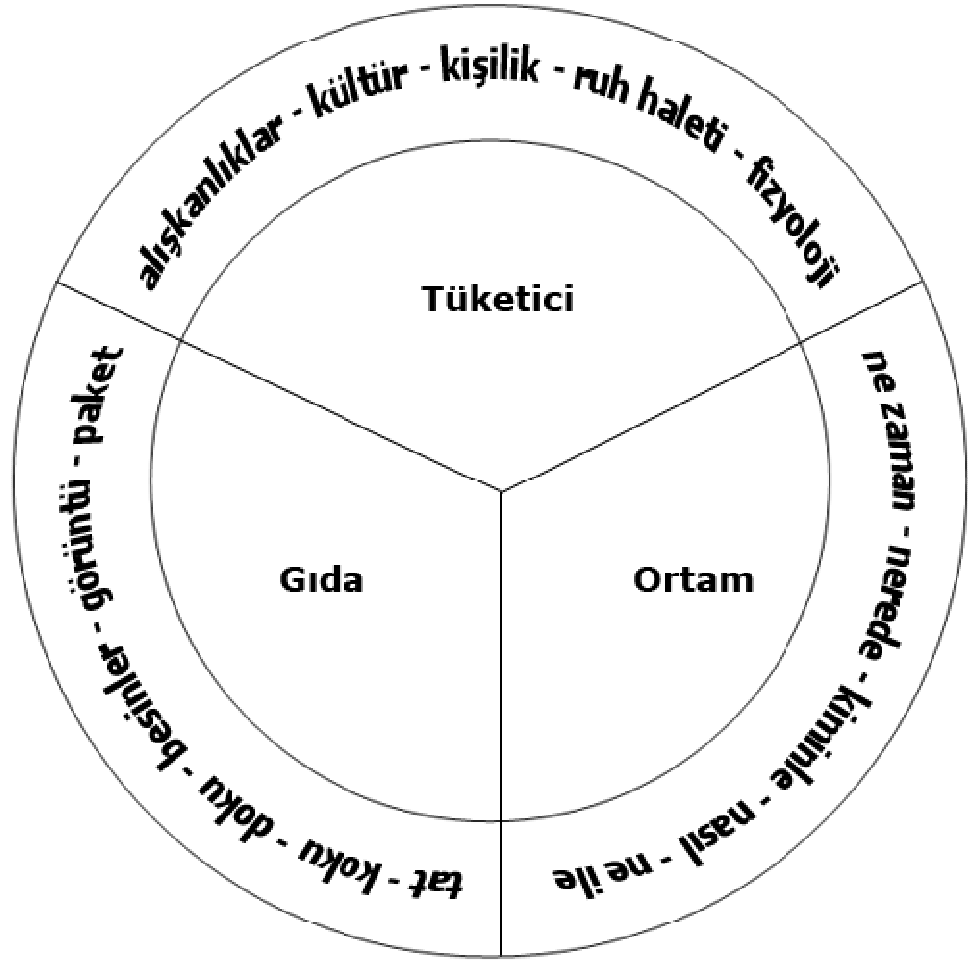 alışkanlıklar - kültür - kişilik - ruh haleti - fizyoloji
Tüketici
ne zaman - nerede - kiminle - nasıl - ne ile
Ortam
tat - koku - doku - besinler - görüntü - paket
Gıda